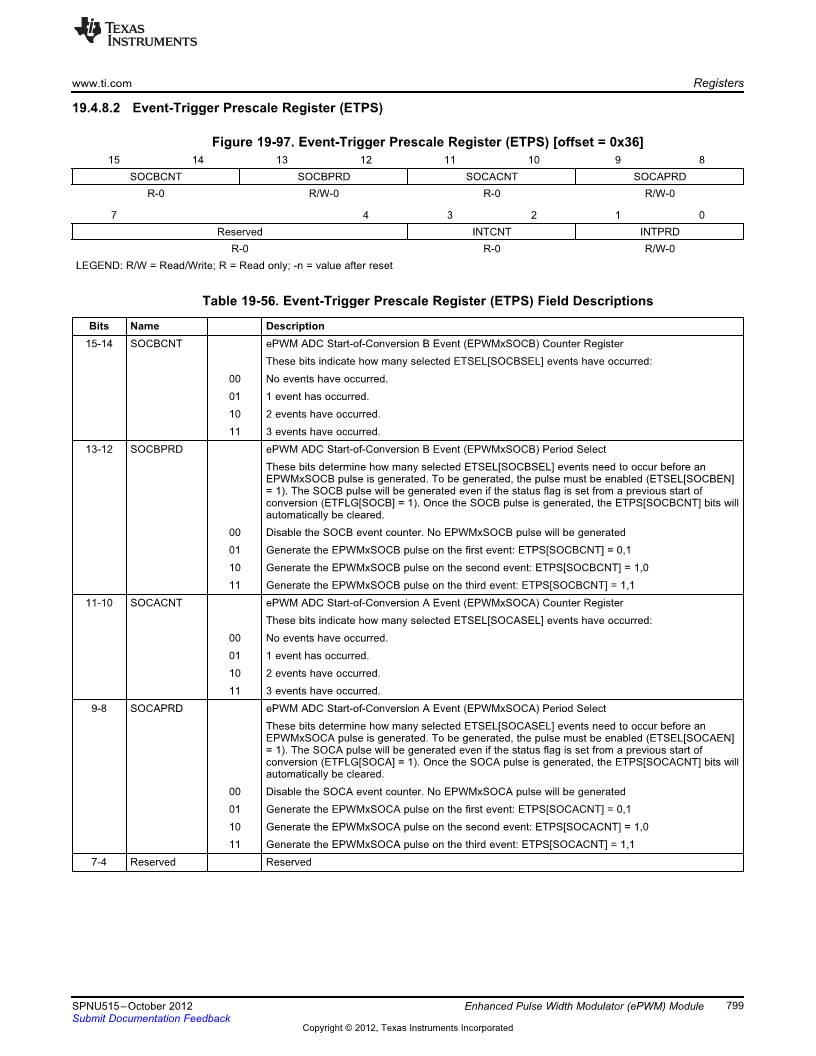 TEXAS
INSTRUMENTS
www.ti.com
Registers
19.4.8.2 Event-Trigger Prescale Register (ETPS)
Figure 19-97. Event-Trigger Prescale Register (ETPS) [offset = 0x36]
15 14 13 12 11 10 9 8
SOCBCNT SOCBPRD SOCACNT SOCAPRD
R-0 R/W-0 R-0 R/W-0
7 4 3 2 1 0
Reserved INTCNT INTPRD
R-0 R-0 R/W-0
LEGEND: R/W = Read/Write; R = Read only; -n = value after reset
Table 19-56. Event-Trigger Prescale Register (ETPS) Field Descriptions
Bits Name Description
15-14 SOCBCNT ePWM ADC Start-of-Conversion B Event (EPWMxSOCB) Counter Register
These bits indicate how many selected ETSEL[SOCBSEL] events have occurred:
00 No events have occurred.
01 1 event has occurred.
10 2 events have occurred.
11 3 events have occurred.
13-12 SOCBPRD ePWM ADC Start-of-Conversion B Event (EPWMxSOCB) Period Select
These bits determine how many selected ETSEL[SOCBSEL] events need to occur before an
EPWMxSOCB pulse is generated. To be generated, the pulse must be enabled (ETSEL[SOCBEN]
= 1). The SOCB pulse will be generated even if the status flag is set from a previous start of
conversion (ETFLG[SOCB] = 1). Once the SOCB pulse is generated, the ETPS[SOCBCNT] bits will
automatically be cleared.
00 Disable the SOCB event counter. No EPWMxSOCB pulse will be generated
01 Generate the EPWMxSOCB pulse on the first event: ETPS[SOCBCNT] = 0,1
10 Generate the EPWMxSOCB pulse on the second event: ETPS[SOCBCNT] = 1,0
11 Generate the EPWMxSOCB pulse on the third event: ETPS[SOCBCNT] = 1,1
11-10 SOCACNT ePWM ADC Start-of-Conversion A Event (EPWMxSOCA) Counter Register
These bits indicate how many selected ETSEL[SOCASEL] events have occurred:
00 No events have occurred.
01 1 event has occurred.
10 2 events have occurred.
11 3 events have occurred.
9-8 SOCAPRD ePWM ADC Start-of-Conversion A Event (EPWMxSOCA) Period Select
These bits determine how many selected ETSEL[SOCASEL] events need to occur before an
EPWMxSOCA pulse is generated. To be generated, the pulse must be enabled (ETSEL[SOCAEN]
= 1). The SOCA pulse will be generated even if the status flag is set from a previous start of
conversion (ETFLG[SOCA] = 1). Once the SOCA pulse is generated, the ETPS[SOCACNT] bits will
automatically be cleared.
00 Disable the SOCA event counter. No EPWMxSOCA pulse will be generated
01 Generate the EPWMxSOCA pulse on the first event: ETPS[SOCACNT] = 0,1
10 Generate the EPWMxSOCA pulse on the second event: ETPS[SOCACNT] = 1,0
11 Generate the EPWMxSOCA pulse on the third event: ETPS[SOCACNT] = 1,1
7-4 Reserved Reserved
SPNU515–October 2012 Enhanced Pulse Width Modulator (ePWM) Module 799
Submit Documentation Feedback
Copyright © 2012, Texas Instruments Incorporated